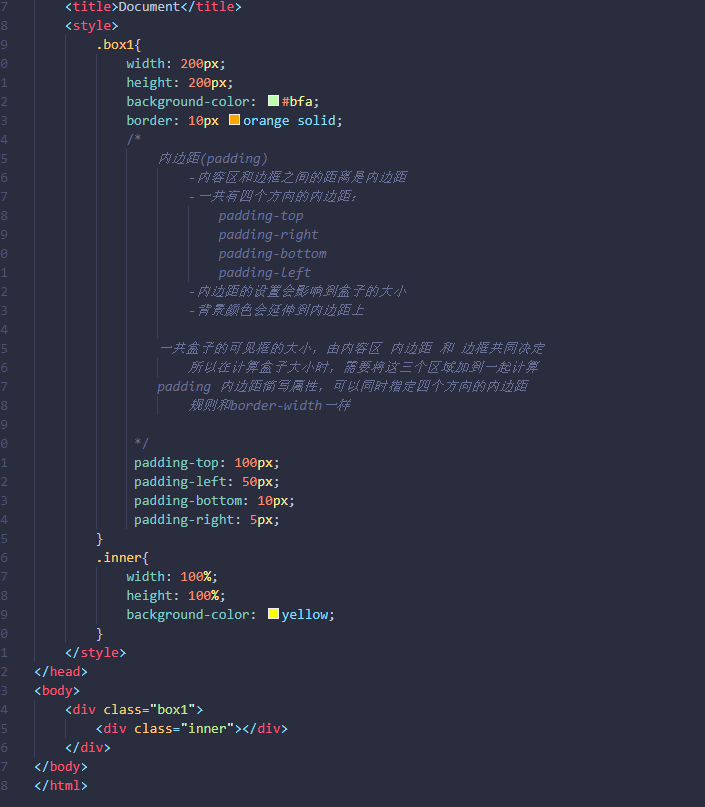 7 <title>Document</title>
8 <style>
9 .box1{
0 width: 200px;
1 height: 200px;
2 background-color: #bfa;
3 border: 10px orange solid;
4 /*
5 内边距(padding)
6 -内容区和边框之间的距离是内边距
7 -一共有四个方向的内边距:
8 padding-top
9 padding-right
0 padding-bottom
1 padding-left
2 -内边距的设置会影响到盒子的大小
3 -背景颜色会延伸到内边距上
4
5 一共盒子的可见框的大小，由内容区 内边距 和 边框共同决定
6 所以在计算盒子大小时，需要将这三个区域加到一起计算
7 padding 内边距简写属性，可以同时指定四个方向的内边距
8 规则和border-width一样
9
0 */
1 padding-top: 100px;
2 padding-left: 50px;
3 padding-bottom: 10px;
4 padding-right: 5px;
5 }
6 .inner{
7 width: 100%;
8 height: 100%;
9 background-color: yellow;
0 }
1 </style>
2 </head>
3 <body>
4 <div class="box1">
5 <div class="inner"></div>
6 </div>
7 </body>
8 </html>